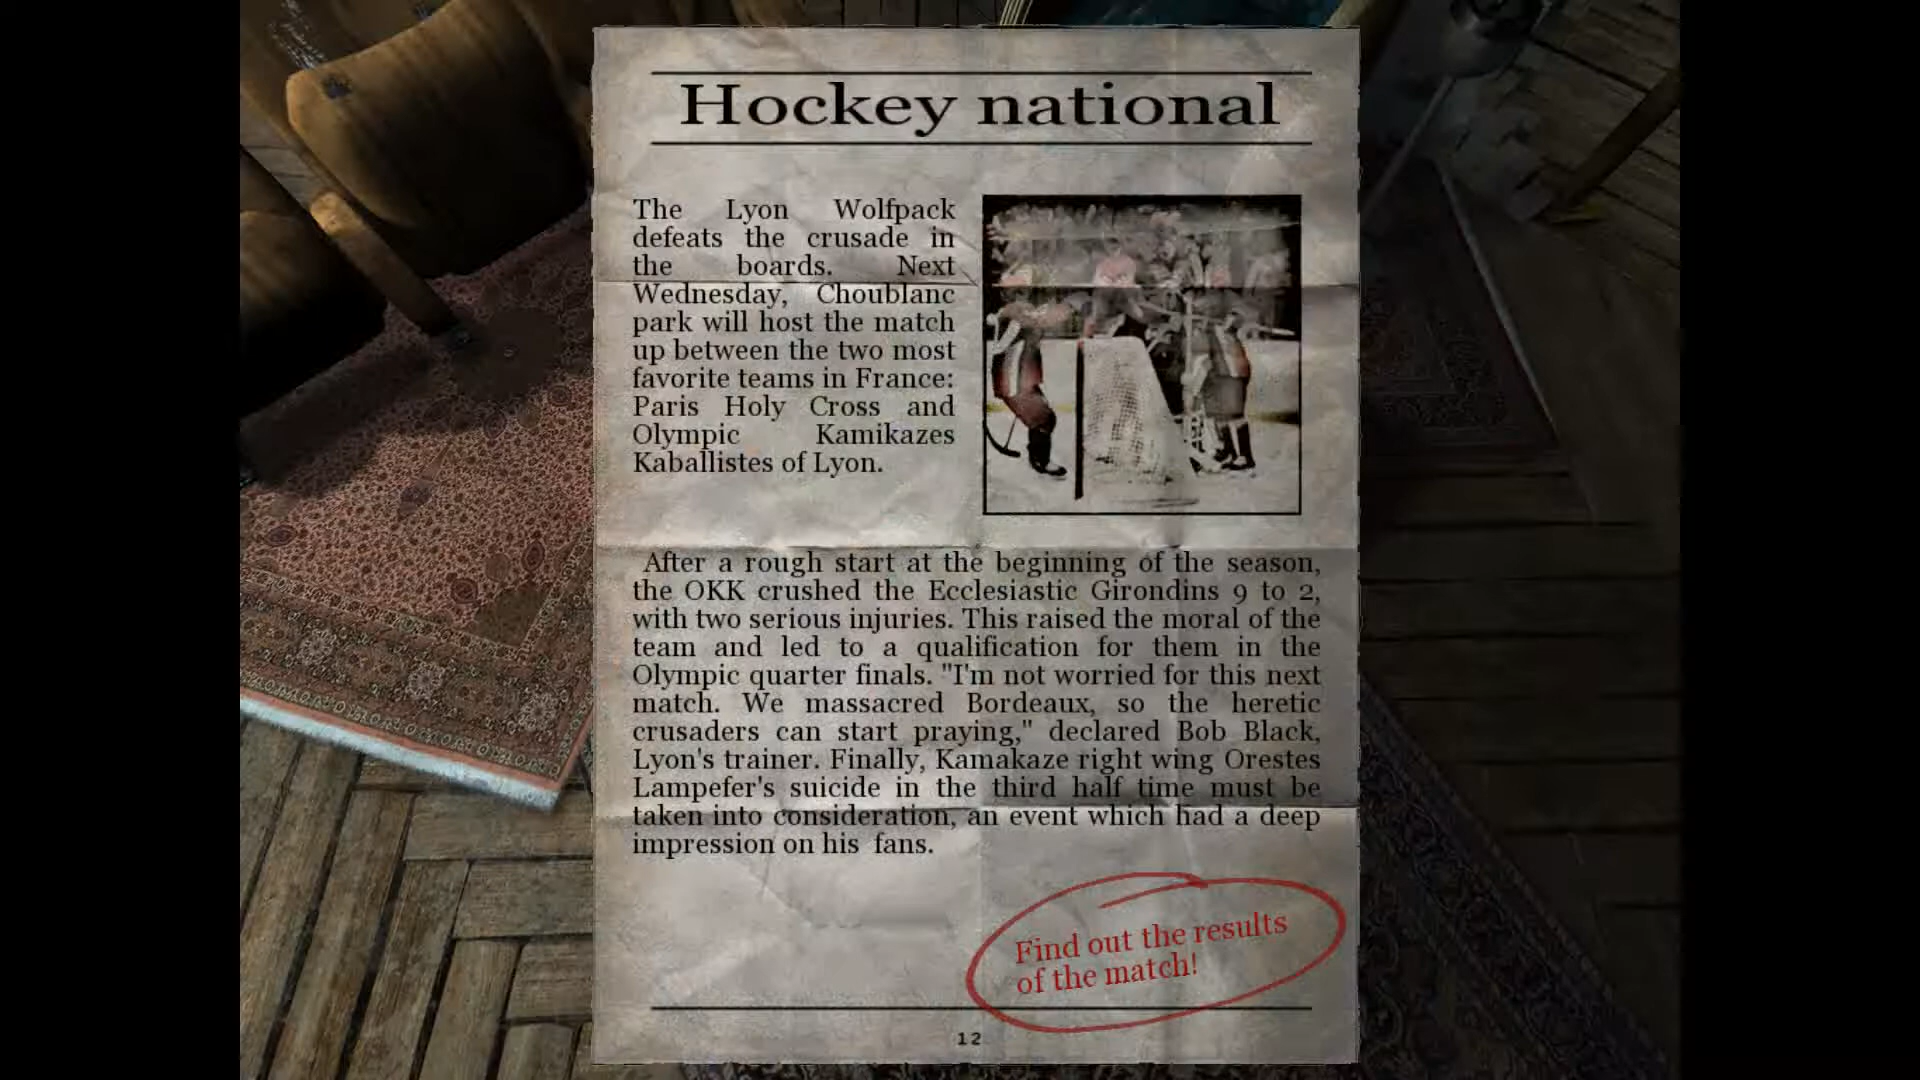 Hockey national
The Lyon Wolfpack
defeats the crusade in
the boards. Next
Wednesday, Choublanc
park will host the match
up between the two most
favorite teams in France:
Paris Holy Cross and
Olympic Kamikazes
Kaballistes of Lyon.
After a rough start at the beginning of the season,
the OKK crushed the Ecclesiastic Girondins 9 to 2,
with two serious injuries. This raised the moral of the
team and led to a qualification for them in the
Olympic quarter finals. "I'm not worried for this next
match. We massacred Bordeaux, so the heretic
crusaders can start praying," declared Bob Black,
Lyon's trainer. Finally, Kamakaze right wing Orestes
Lampefer's suicide in the third half time must be
taken into consideration, an event which had a deep
impression on his fans.
Find out the results
of the match!
12